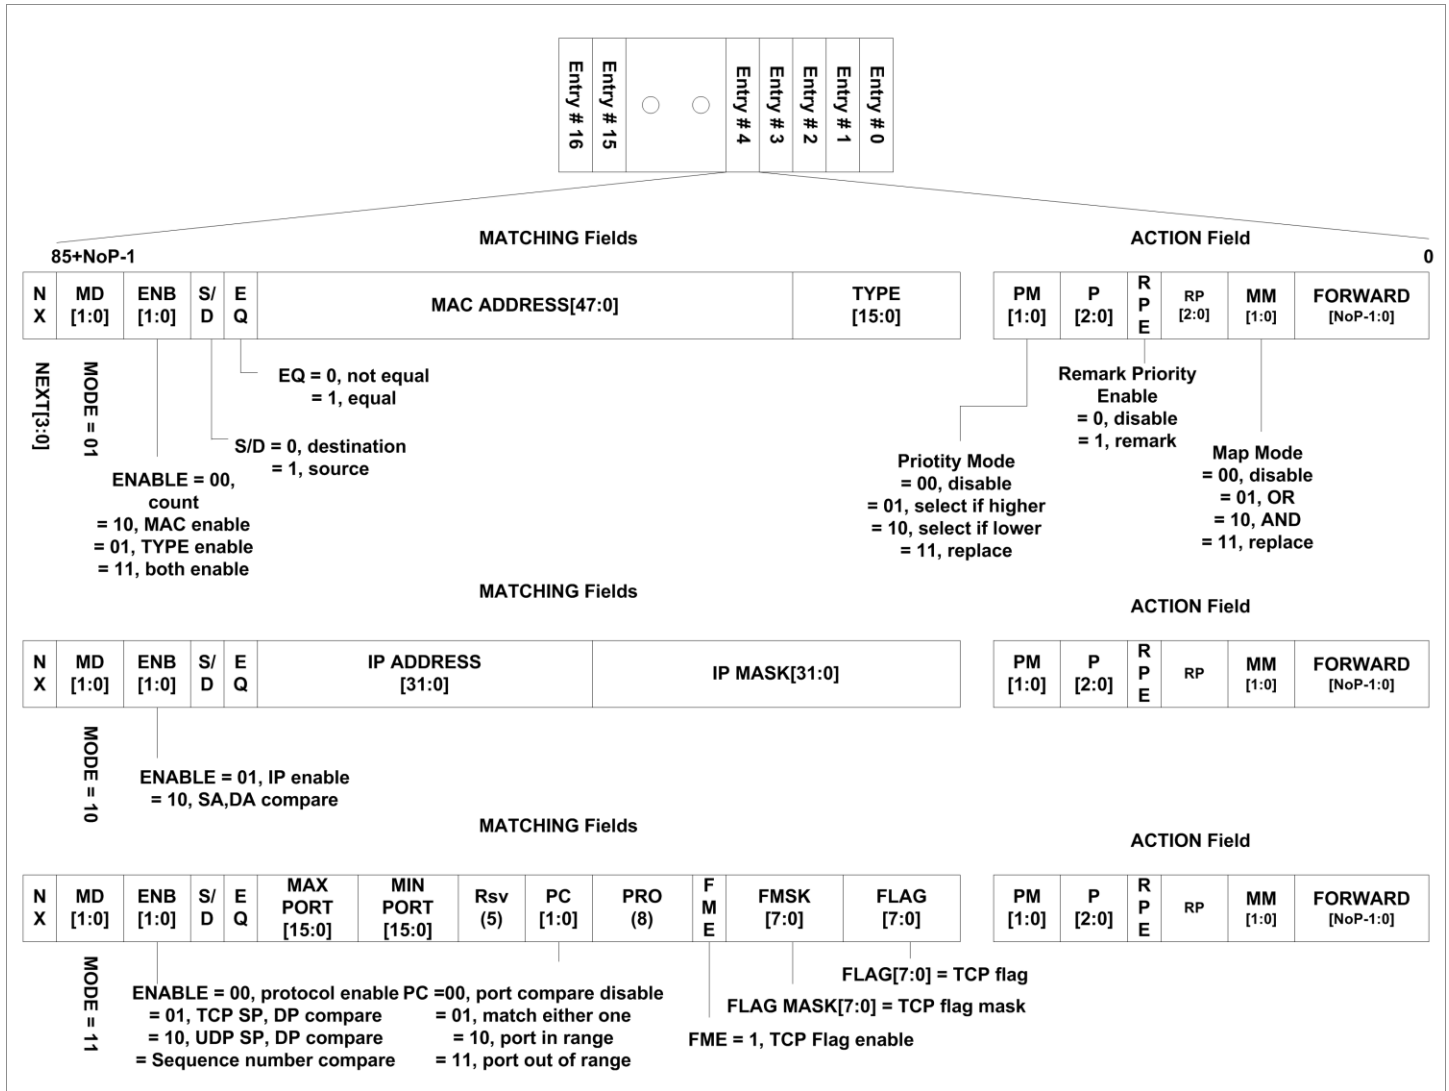 Entry # 16
Entry # 15
Entry # 4
Entry # 3
Entry # 2
Entry # 1
Entry # 0
MATCHING Fields
ACTION Field
85+NoP-1
0
N
X
MD
[1:0]
ENB
[1:0]
S/
D
E
Q
MAC ADDRESS[47:0]
TYPE
[15:0]
PM
[1:0]
P
[2:0]
R
P
E
RP
[2:0]
MM
[1:0]
FORWARD
[NoP-1:0]
NEXT[3:0]
MODE = 01
EQ = 0, not equal
= 1, equal
S/D = 0, destination
= 1, source
ENABLE = 00,
count
= 10, MAC enable
= 01, TYPE enable
= 11, both enable
Priotity Mode
= 00, disable
= 01, select if higher
= 10, select if lower
= 11, replace
Remark Priority
Enable
= 0, disable
= 1, remark
Map Mode
= 00, disable
= 01, OR
= 10, AND
= 11, replace
MATCHING Fields
ACTION Field
N
X
MD
[1:0]
ENB
[1:0]
S/
D
E
Q
IP ADDRESS
[31:0]
IP MASK[31:0]
PM
[1:0]
P
[2:0]
R
P
E
RP
MM
[1:0]
FORWARD
[NoP-1:0]
MODE = 10
ENABLE = 01, IP enable
= 10, SA,DA compare
MATCHING Fields
ACTION Field
N
X
MD
[1:0]
ENB
[1:0]
S/
D
E
Q
MAX
PORT
[15:0]
MIN
PORT
[15:0]
Rsv
(5)
PC
[1:0]
PRO
(8)
F
M
E
FMSK
[7:0]
FLAG
[7:0]
PM
[1:0]
P
[2:0]
R
P
E
RP
MM
[1:0]
FORWARD
[NoP-1:0]
MODE = 11
ENABLE = 00, protocol enable
= 01, TCP SP, DP compare
= 10, UDP SP, DP compare
= Sequence number compare
PC =00, port compare disable
= 01, match either one
= 10, port in range
= 11, port out of range
FLAG[7:0] = TCP flag
FLAG MASK[7:0] = TCP flag mask
FME = 1, TCP Flag enable